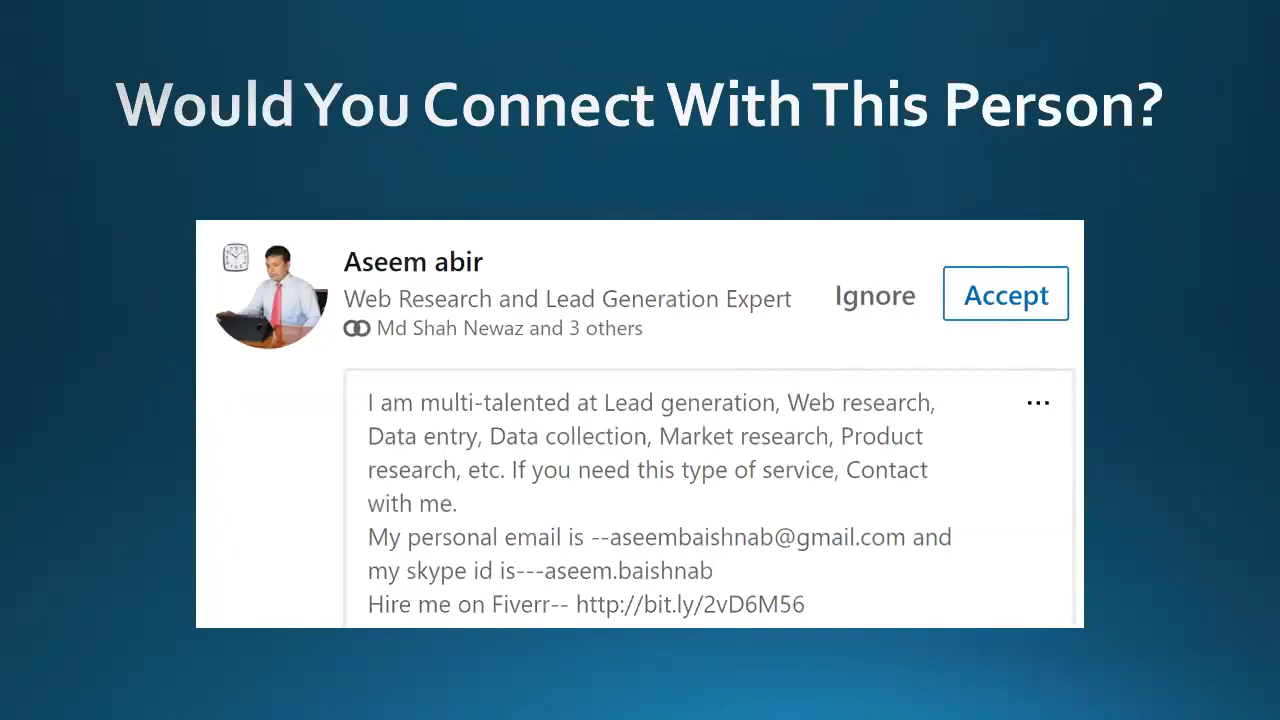 Would You Connect With This Person?
Aseem abir
Web Research and Lead Generation Expert
Md Shah Newaz and 3 others
Ignore
Accept
I am multi-talented at Lead generation, Web research,
Data entry, Data collection, Market research, Product
research, etc. If you need this type of service, Contact
with me.
My personal email is --aseembaishnab@gmail.com and
my skype id is---aseem.baishnab
Hire me on Fiverr-- http://bit.ly/2vD6M56